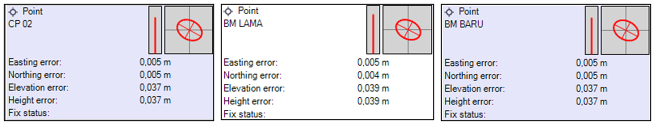 Point
CP 02
Easting error: 0,005 m
Northing error: 0,005 m
Elevation error: 0,037 m
Height error: 0,037 m
Fix status:
Point
BM LAMA
Easting error: 0,005 m
Northing error: 0,004 m
Elevation error: 0,039 m
Height error: 0,039 m
Fix status:
Point
BM BARU
Easting error: 0,005 m
Northing error: 0,005 m
Elevation error: 0,037 m
Height error: 0,037 m
Fix status: